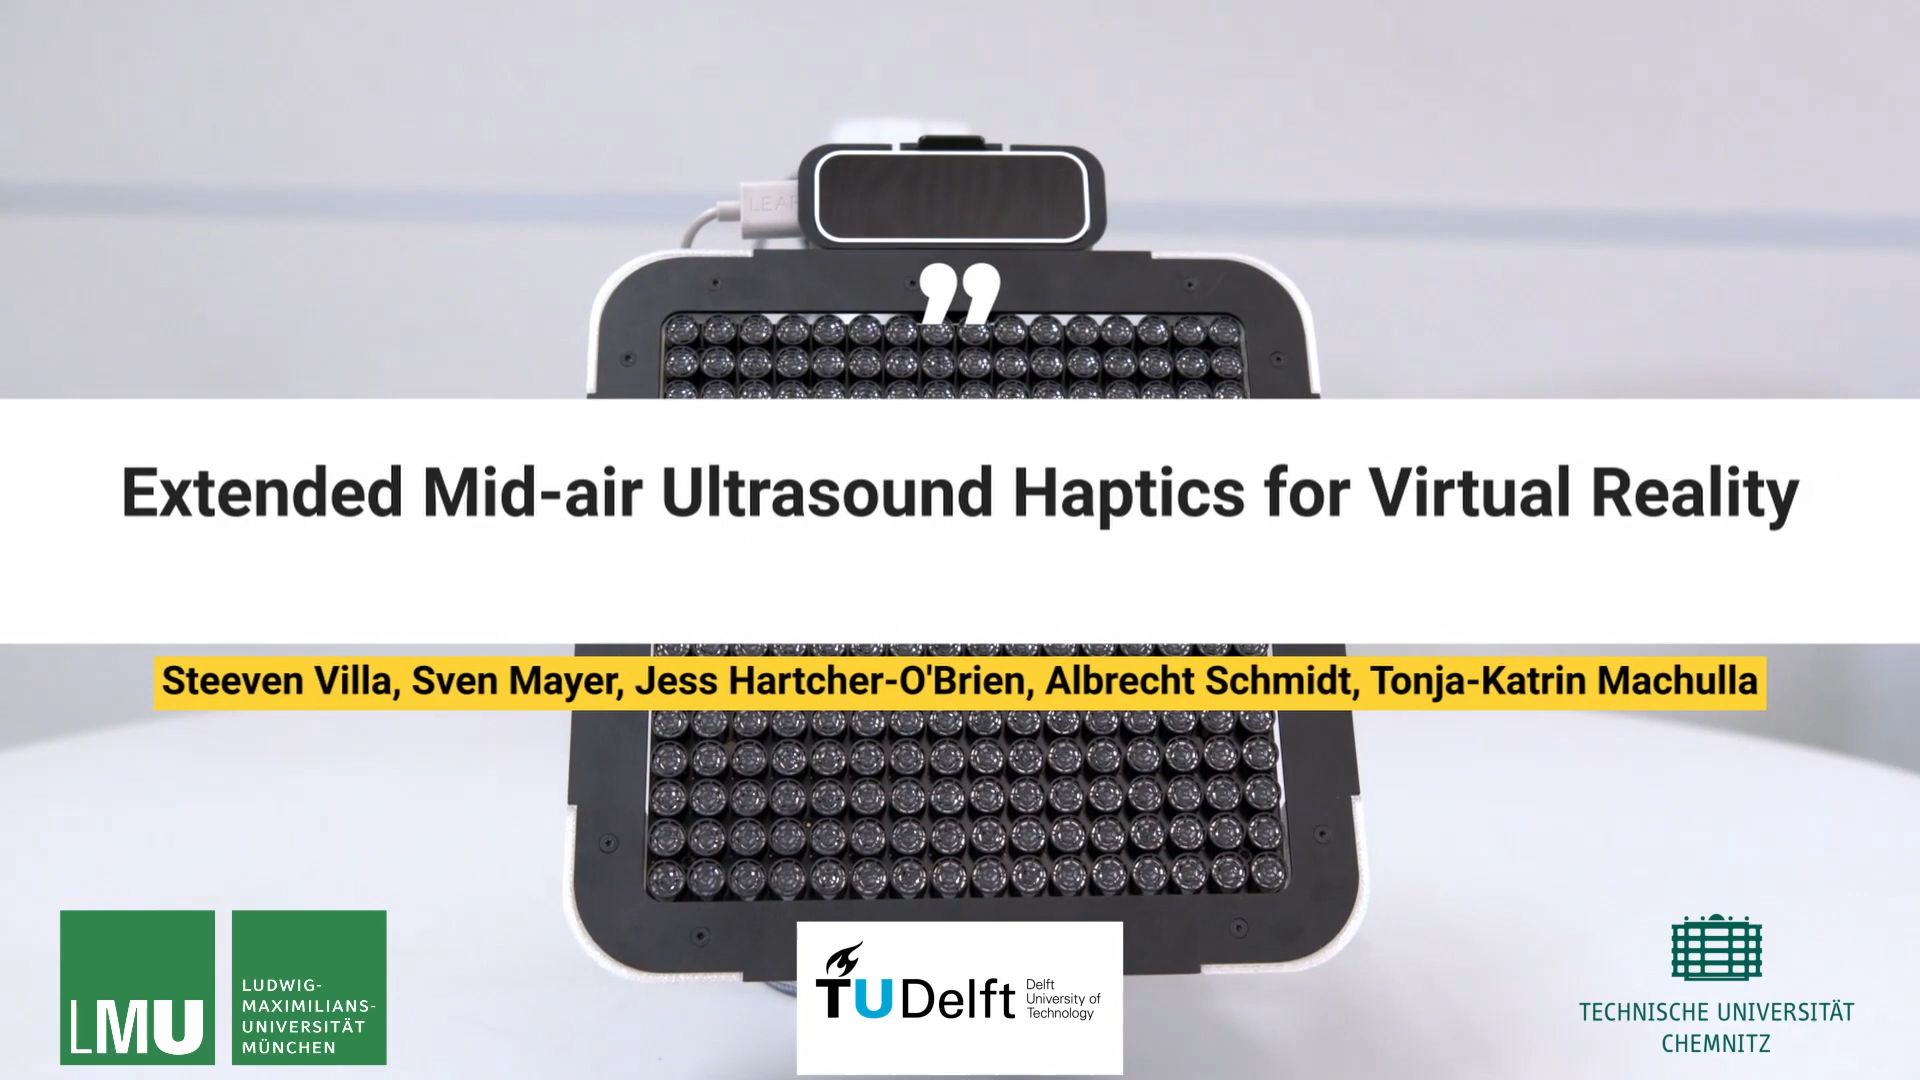 LEAP
”
Extended Mid-air Ultrasound Haptics for Virtual Reality
Steeven Villa, Sven Mayer, Jess Hartcher-O'Brien, Albrecht Schmidt, Tonja-Katrin Machulla
LMU
LUDWIG-
MAXIMILIANS-
UNIVERSITÄT
MÜNCHEN
TUDelft
Delft
University of
Technology
TECHNISCHE UNIVERSITÄT
CHEMNITZ